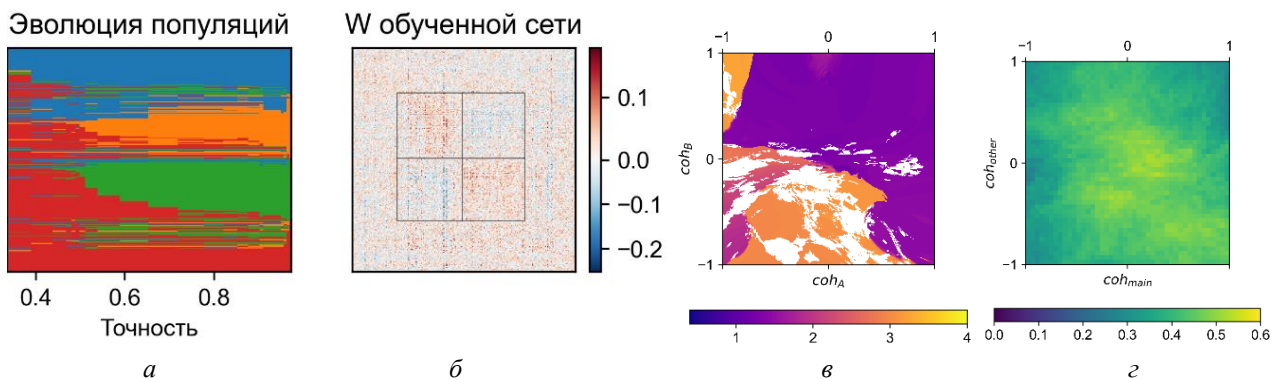 Эволюция популяций
0.4 0.6 0.8
Точность
а
W обученной сети
0.1
0.0
−0.1
−0.2
б
−1 0 1
1
0
−1
coh_B
coh_A
1 2 3 4
в
−1 0 1
1
0
−1
coh_other
coh_main
0.0 0.1 0.2 0.3 0.4 0.5 0.6
г